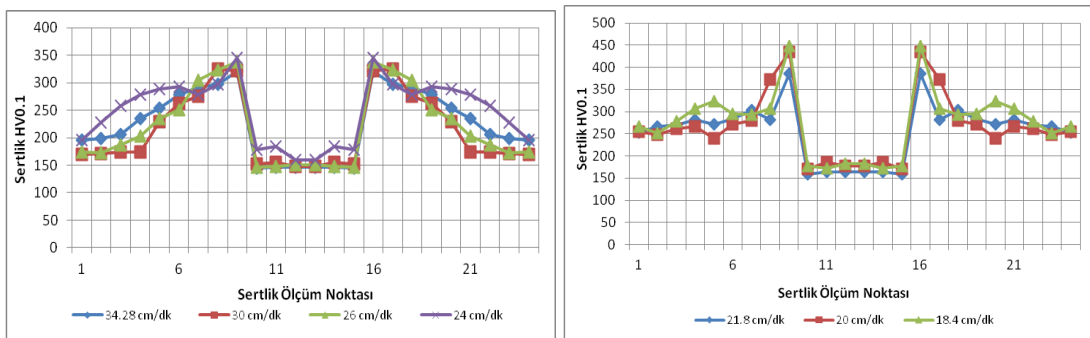 400
350
300
250
200
150
100
50
0
Sertlik HV0.1
1 6 11 16 21
Sertlik Ölçüm Noktası
34.28 cm/dk 30 cm/dk 26 cm/dk 24 cm/dk
500
450
400
350
300
250
200
150
100
50
0
Sertlik HV0.1
1 6 11 16 21
Sertlik Ölçüm Noktası
21.8 cm/dk 20 cm/dk 18.4 cm/dk